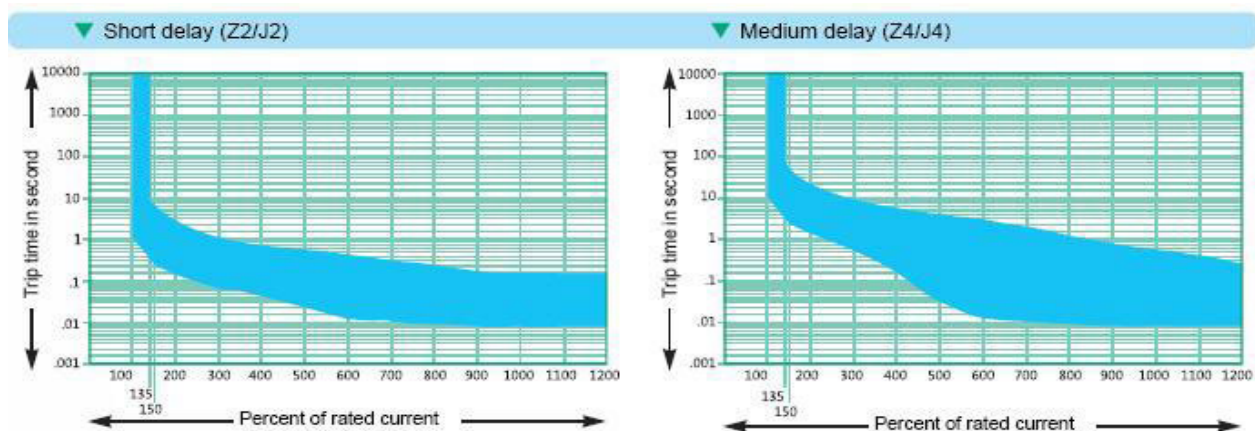 ▼ Short delay (Z2/J2)
▼ Medium delay (Z4/J4)
Trip time in second
10000
1000
100
10
1
.1
.01
.001
100 200 300 400 500 600 700 800 900 1000 1100 1200
135
150
Percent of rated current
Trip time in second
10000
1000
100
10
1
.1
.01
.001
100 200 300 400 500 600 700 800 900 1000 1100 1200
135
150
Percent of rated current